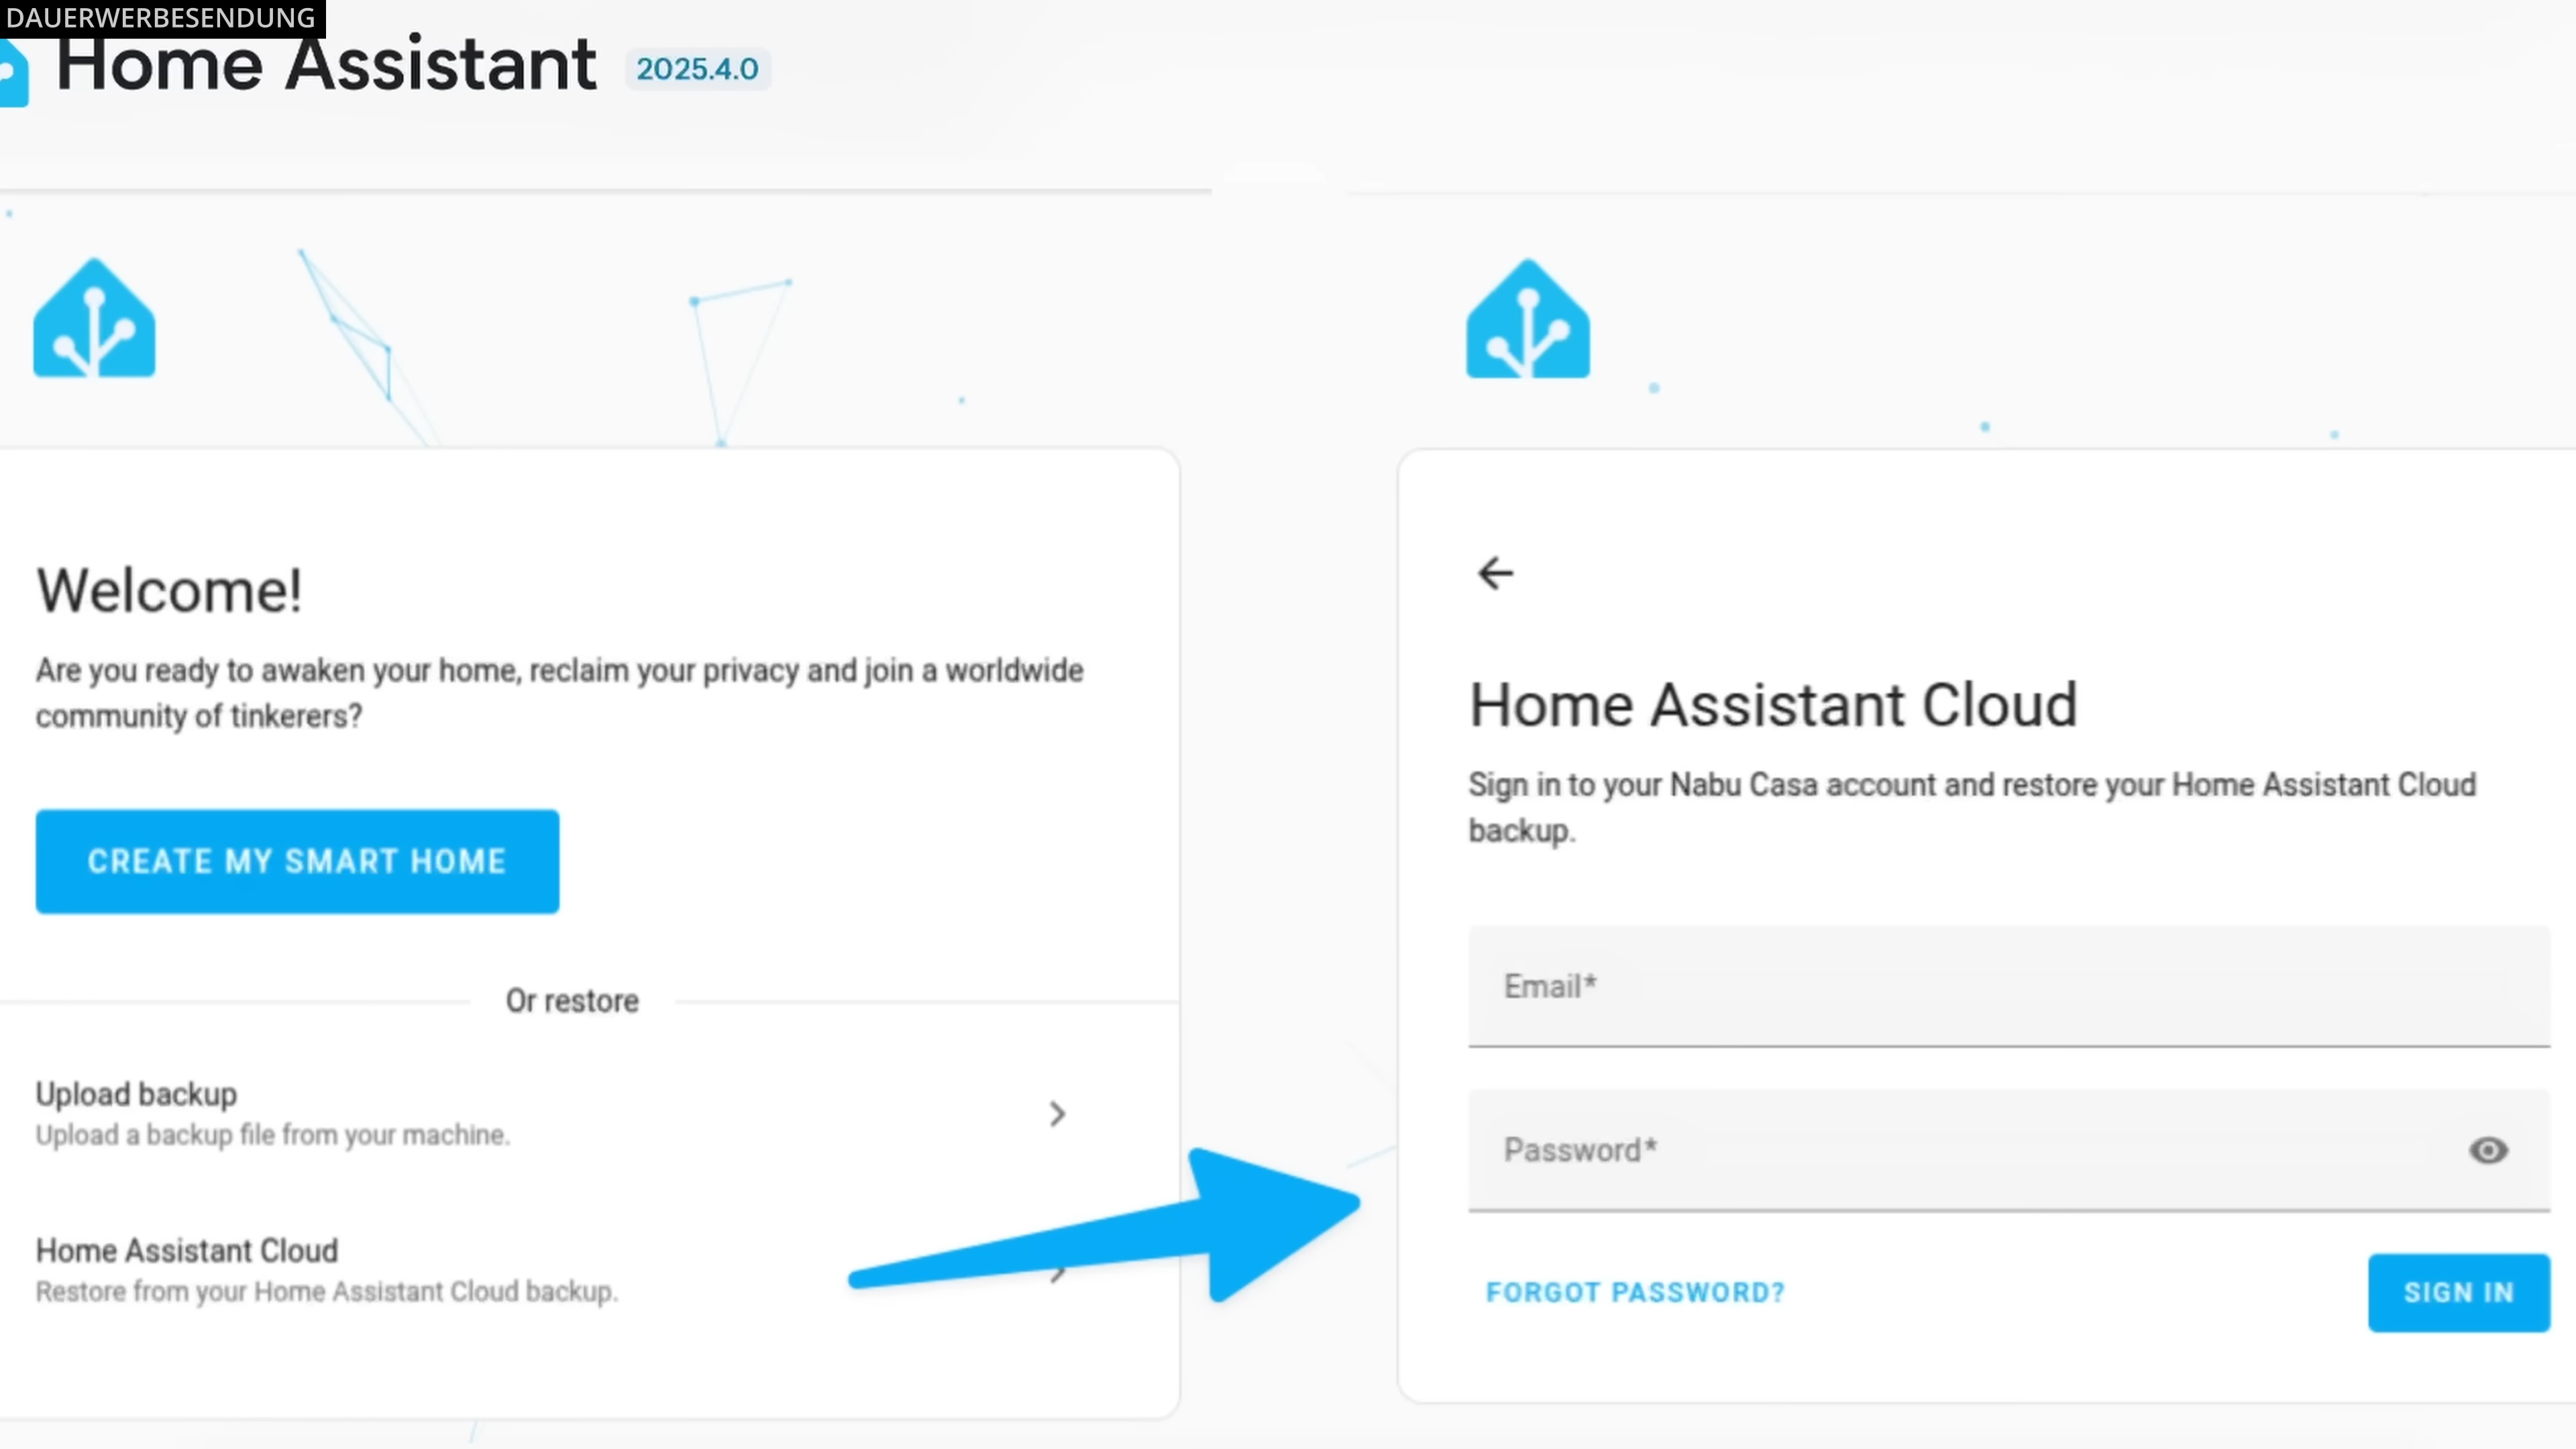 DAUERWERBESENDUNG
Home Assistant 2025.4.0
Welcome!
Are you ready to awaken your home, reclaim your privacy and join a worldwide
community of tinkerers?
CREATE MY SMART HOME
Or restore
Upload backup
Upload a backup file from your machine.
Home Assistant Cloud
Restore from your Home Assistant Cloud backup.
Home Assistant Cloud
Sign in to your Nabu Casa account and restore your Home Assistant Cloud
backup.
Email*
Password*
FORGOT PASSWORD?
SIGN IN